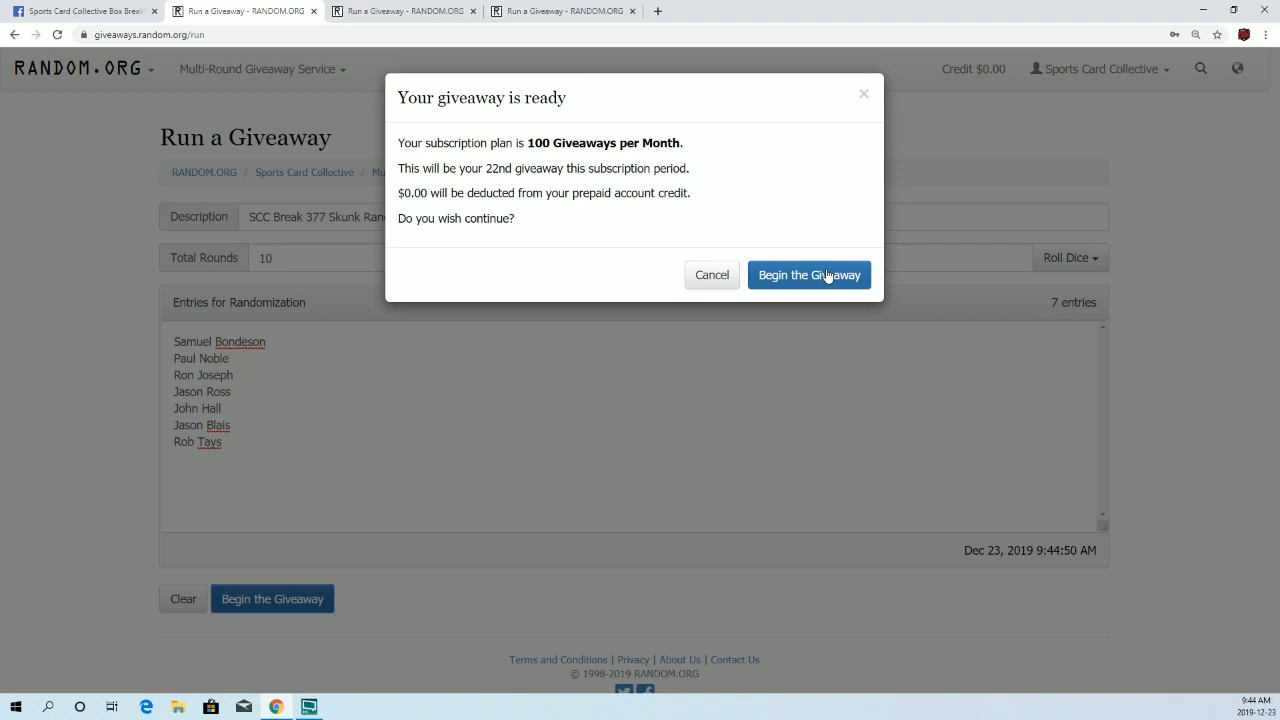 Sports Card Collective Box Break
Run a Giveaway - RANDOM.ORG
Run a Giveaway - RANDOM.ORG
Run a Giveaway - RANDOM.ORG
giveaways.random.org/run
RANDOM.ORG
Multi-Round Giveaway Service
Credit $0.00
Sports Card Collective
Your giveaway is ready
Your subscription plan is 100 Giveaways per Month.
This will be your 22nd giveaway this subscription period.
$0.00 will be deducted from your prepaid account credit.
Do you wish continue?
Cancel
Begin the Giveaway
Run a Giveaway
RANDOM.ORG / Sports Card Collective / Mu
Description
SCC Break 377 Skunk Ran
Total Rounds
10
Roll Dice
Entries for Randomization
7 entries
Samuel Bondeson
Paul Noble
Ron Joseph
Jason Ross
John Hall
Jason Blais
Rob Tays
Dec 23, 2019 9:44:50 AM
Clear
Begin the Giveaway
Terms and Conditions | Privacy | About Us | Contact Us
© 1998-2019 RANDOM.ORG
9:44 AM
2019-12-23